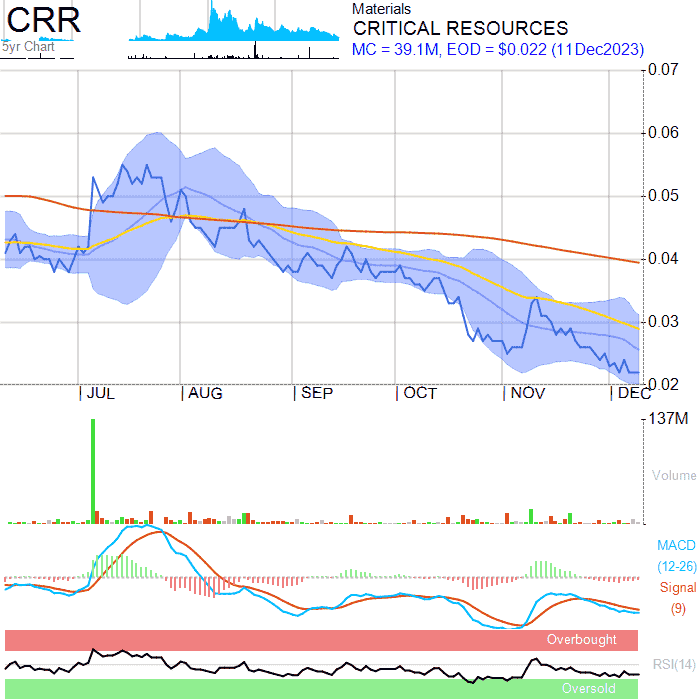 CRR
5yr Chart
Materials
CRITICAL RESOURCES
MC = 39.1M, EOD = $0.022 (11Dec2023)
0.07
0.06
0.05
0.04
0.03
0.02
JUL AUG SEP OCT NOV DEC
137M
Volume
MACD
(12-26)
Signal
(9)
Overbought
RSI(14)
Oversold